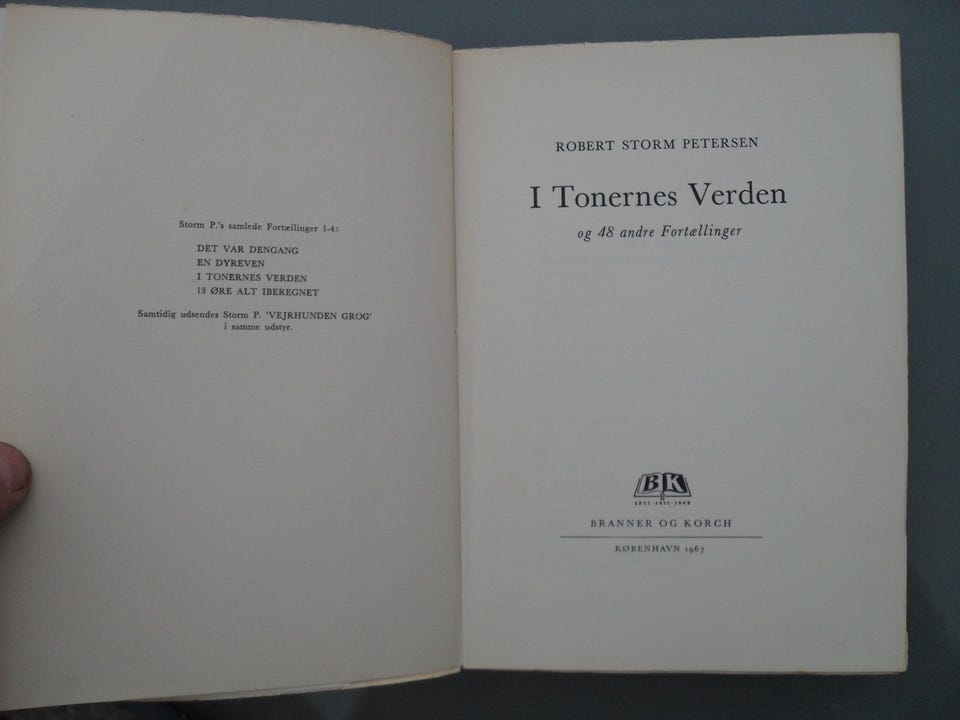 Storm P.'s samlede Fortællinger 1-4:
DET VAR DENGANG
EN DYREVEN
I TONERNES VERDEN
13 ØRE ALT IBEREGNET
Samtidig udsendes Storm P. 'VEJRHUNDEN GROG'
i samme udstyr.
ROBERT STORM PETERSEN
I Tonernes Verden
og 48 andre Fortællinger
B&K
BRANNER OG KORCH
KØBENHAVN 1967